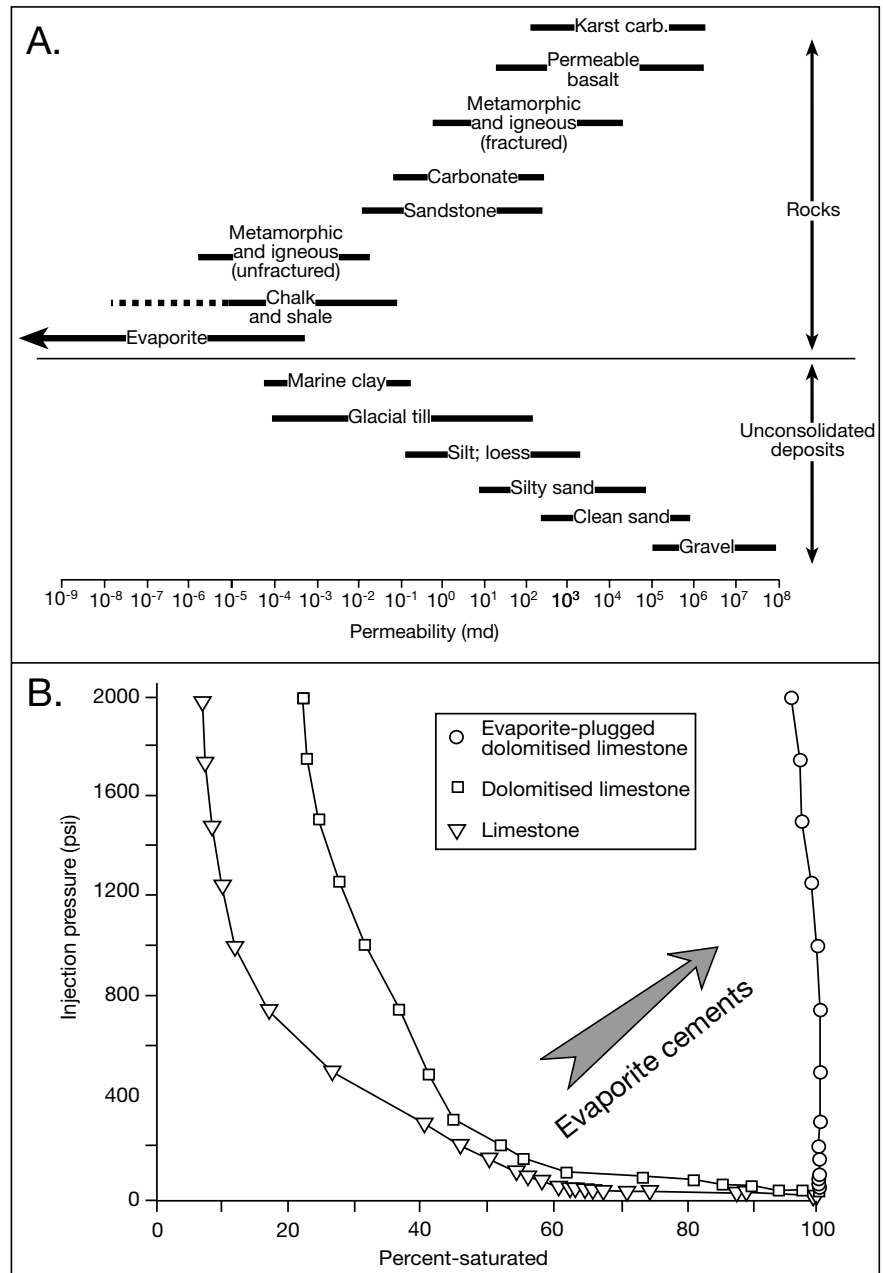 A.
Karst carb.
Permeable
basalt
Metamorphic
and igneous
(fractured)
Carbonate
Sandstone
Rocks
Metamorphic
and igneous
(unfractured)
Chalk
and shale
Evaporite
Marine clay
Glacial till
Unconsolidated
deposits
Silt; loess
Silty sand
Clean sand
Gravel
10⁻⁹ 10⁻⁸ 10⁻⁷ 10⁻⁶ 10⁻⁵ 10⁻⁴ 10⁻³ 10⁻² 10⁻¹ 10⁰ 10¹ 10² 10³ 10⁴ 10⁵ 10⁶ 10⁷ 10⁸
Permeability (md)
B.
2000
1600
1200
800
400
0
Injection pressure (psi)
Evaporite-plugged
dolomitised limestone
Dolomitised limestone
Limestone
Evaporite cements
0 20 40 60 80 100
Percent-saturated